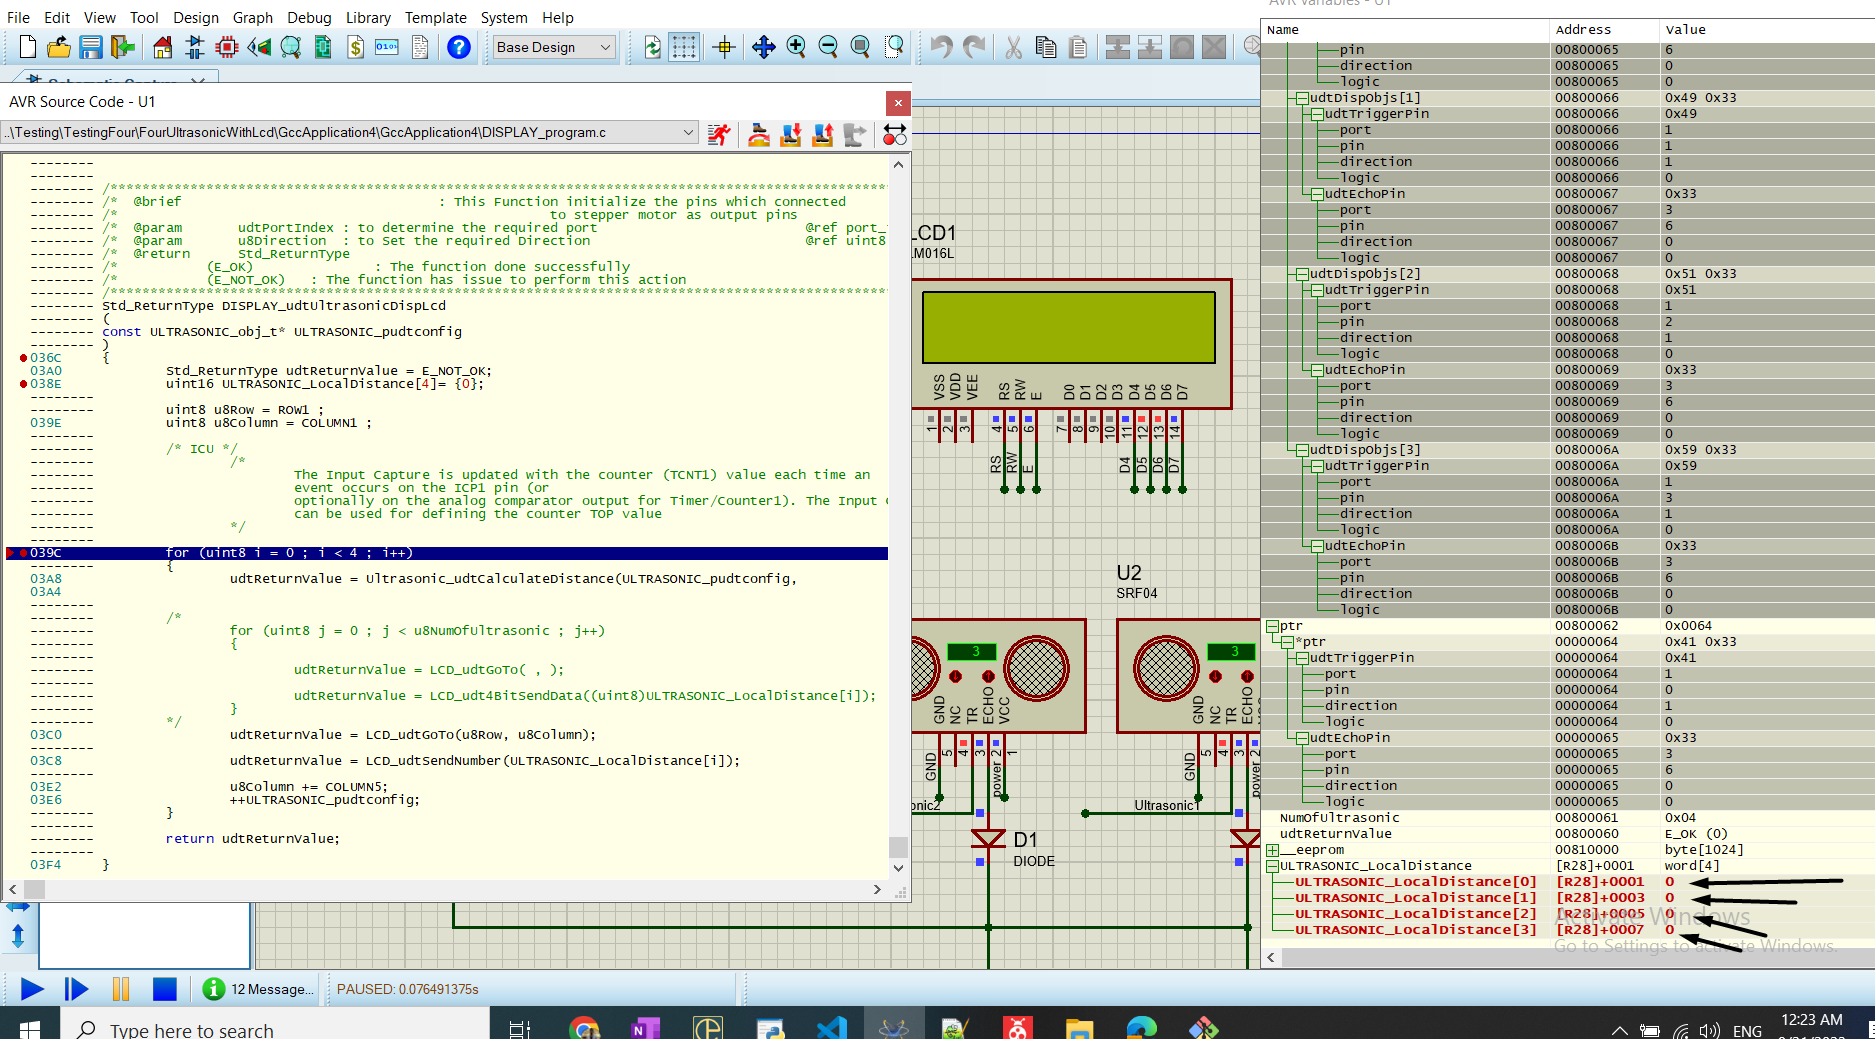 AVR Variables - U1
File Edit View Tool Design Graph Debug Library Template System Help
Base Design
Schematic Capture
AVR Source Code - U1
..\Testing\TestingFour\FourUltrasonicWithLcd\GccApplication4\GccApplication4\DISPLAY_program.c
/* @brief : This Function initialize the pins which connected
/* to stepper motor as output pins
/* @param udtPortIndex : to determine the required port @ref port_
/* @param u8Direction : to Set the required Direction @ref uint8
/* @return Std_ReturnType
/* (E_OK) : The function done successfully
/* (E_NOT_OK) : The function has issue to perform this action
Std_ReturnType DISPLAY_udtUltrasonicDispLcd
(
const ULTRASONIC_obj_t* ULTRASONIC_pudtconfig
)
036C {
03A0 Std_ReturnType udtReturnValue = E_NOT_OK;
038E uint16 ULTRASONIC_LocalDistance[4]= {0};
uint8 u8Row = ROW1 ;
039E uint8 u8Column = COLUMN1 ;
/* ICU */
/*
The Input Capture is updated with the counter (TCNT1) value each time an
event occurs on the ICP1 pin (or
optionally on the analog comparator output for Timer/Counter1). The Input C
can be used for defining the counter TOP value
*/
039C for (uint8 i = 0 ; i < 4 ; i++)
{
03A8 udtReturnValue = Ultrasonic_udtCalculateDistance(ULTRASONIC_pudtconfig,
03A4
/*
for (uint8 j = 0 ; j < u8NumOfUltrasonic ; j++)
{
udtReturnValue = LCD_udtGoTo( , );
udtReturnValue = LCD_udt4BitSendData((uint8)ULTRASONIC_LocalDistance[i]);
}
*/
03C0 udtReturnValue = LCD_udtGoTo(u8Row, u8Column);
03C8 udtReturnValue = LCD_udtSendNumber(ULTRASONIC_LocalDistance[i]);
03E2 u8Column += COLUMN5;
03E6 ++ULTRASONIC_pudtconfig;
}
return udtReturnValue;
03F4 }
LCD1
LM016L
VSS VDD VEE RS RW E D0 D1 D2 D3 D4 D5 D6 D7
1 2 3 4 5 6 7 8 9 10 11 12 13 14
RS RW E D4 D5 D6 D7
U2
SRF04
3
3
GND NC TR ECHO VCC
GND NC TR ECHO
5 4 3 2 1
5 4 3 2
GND power
GND power
onic2
Ultrasonic1
D1
DIODE
Name Address Value
pin 00800065 6
direction 00800065 0
logic 00800065 0
udtDispObjs[1] 00800066 0x49 0x33
udtTriggerPin 00800066 0x49
port 00800066 1
pin 00800066 1
direction 00800066 1
logic 00800066 0
udtEchoPin 00800067 0x33
port 00800067 3
pin 00800067 6
direction 00800067 0
logic 00800067 0
udtDispObjs[2] 00800068 0x51 0x33
udtTriggerPin 00800068 0x51
port 00800068 1
pin 00800068 2
direction 00800068 1
logic 00800068 0
udtEchoPin 00800069 0x33
port 00800069 3
pin 00800069 6
direction 00800069 0
logic 00800069 0
udtDispObjs[3] 0080006A 0x59 0x33
udtTriggerPin 0080006A 0x59
port 0080006A 1
pin 0080006A 3
direction 0080006A 1
logic 0080006A 0
udtEchoPin 0080006B 0x33
port 0080006B 3
pin 0080006B 6
direction 0080006B 0
logic 0080006B 0
ptr 00800062 0x0064
*ptr 00000064 0x41 0x33
udtTriggerPin 00000064 0x41
port 00000064 1
pin 00000064 0
direction 00000064 1
logic 00000064 0
udtEchoPin 00000065 0x33
port 00000065 3
pin 00000065 6
direction 00000065 0
logic 00000065 0
NumOfUltrasonic 00800061 0x04
udtReturnValue 00800060 E_OK (0)
__eeprom 00810000 byte[1024]
ULTRASONIC_LocalDistance [R28]+0001 word[4]
ULTRASONIC_LocalDistance[0] [R28]+0001 0
ULTRASONIC_LocalDistance[1] [R28]+0003 0
ULTRASONIC_LocalDistance[2] [R28]+0005 0
ULTRASONIC_LocalDistance[3] [R28]+0007 0
Activate Windows
Go to Settings to activate Windows.
12 Message...
PAUSED: 0.076491375s
Type here to search
ENG
12:23 AM